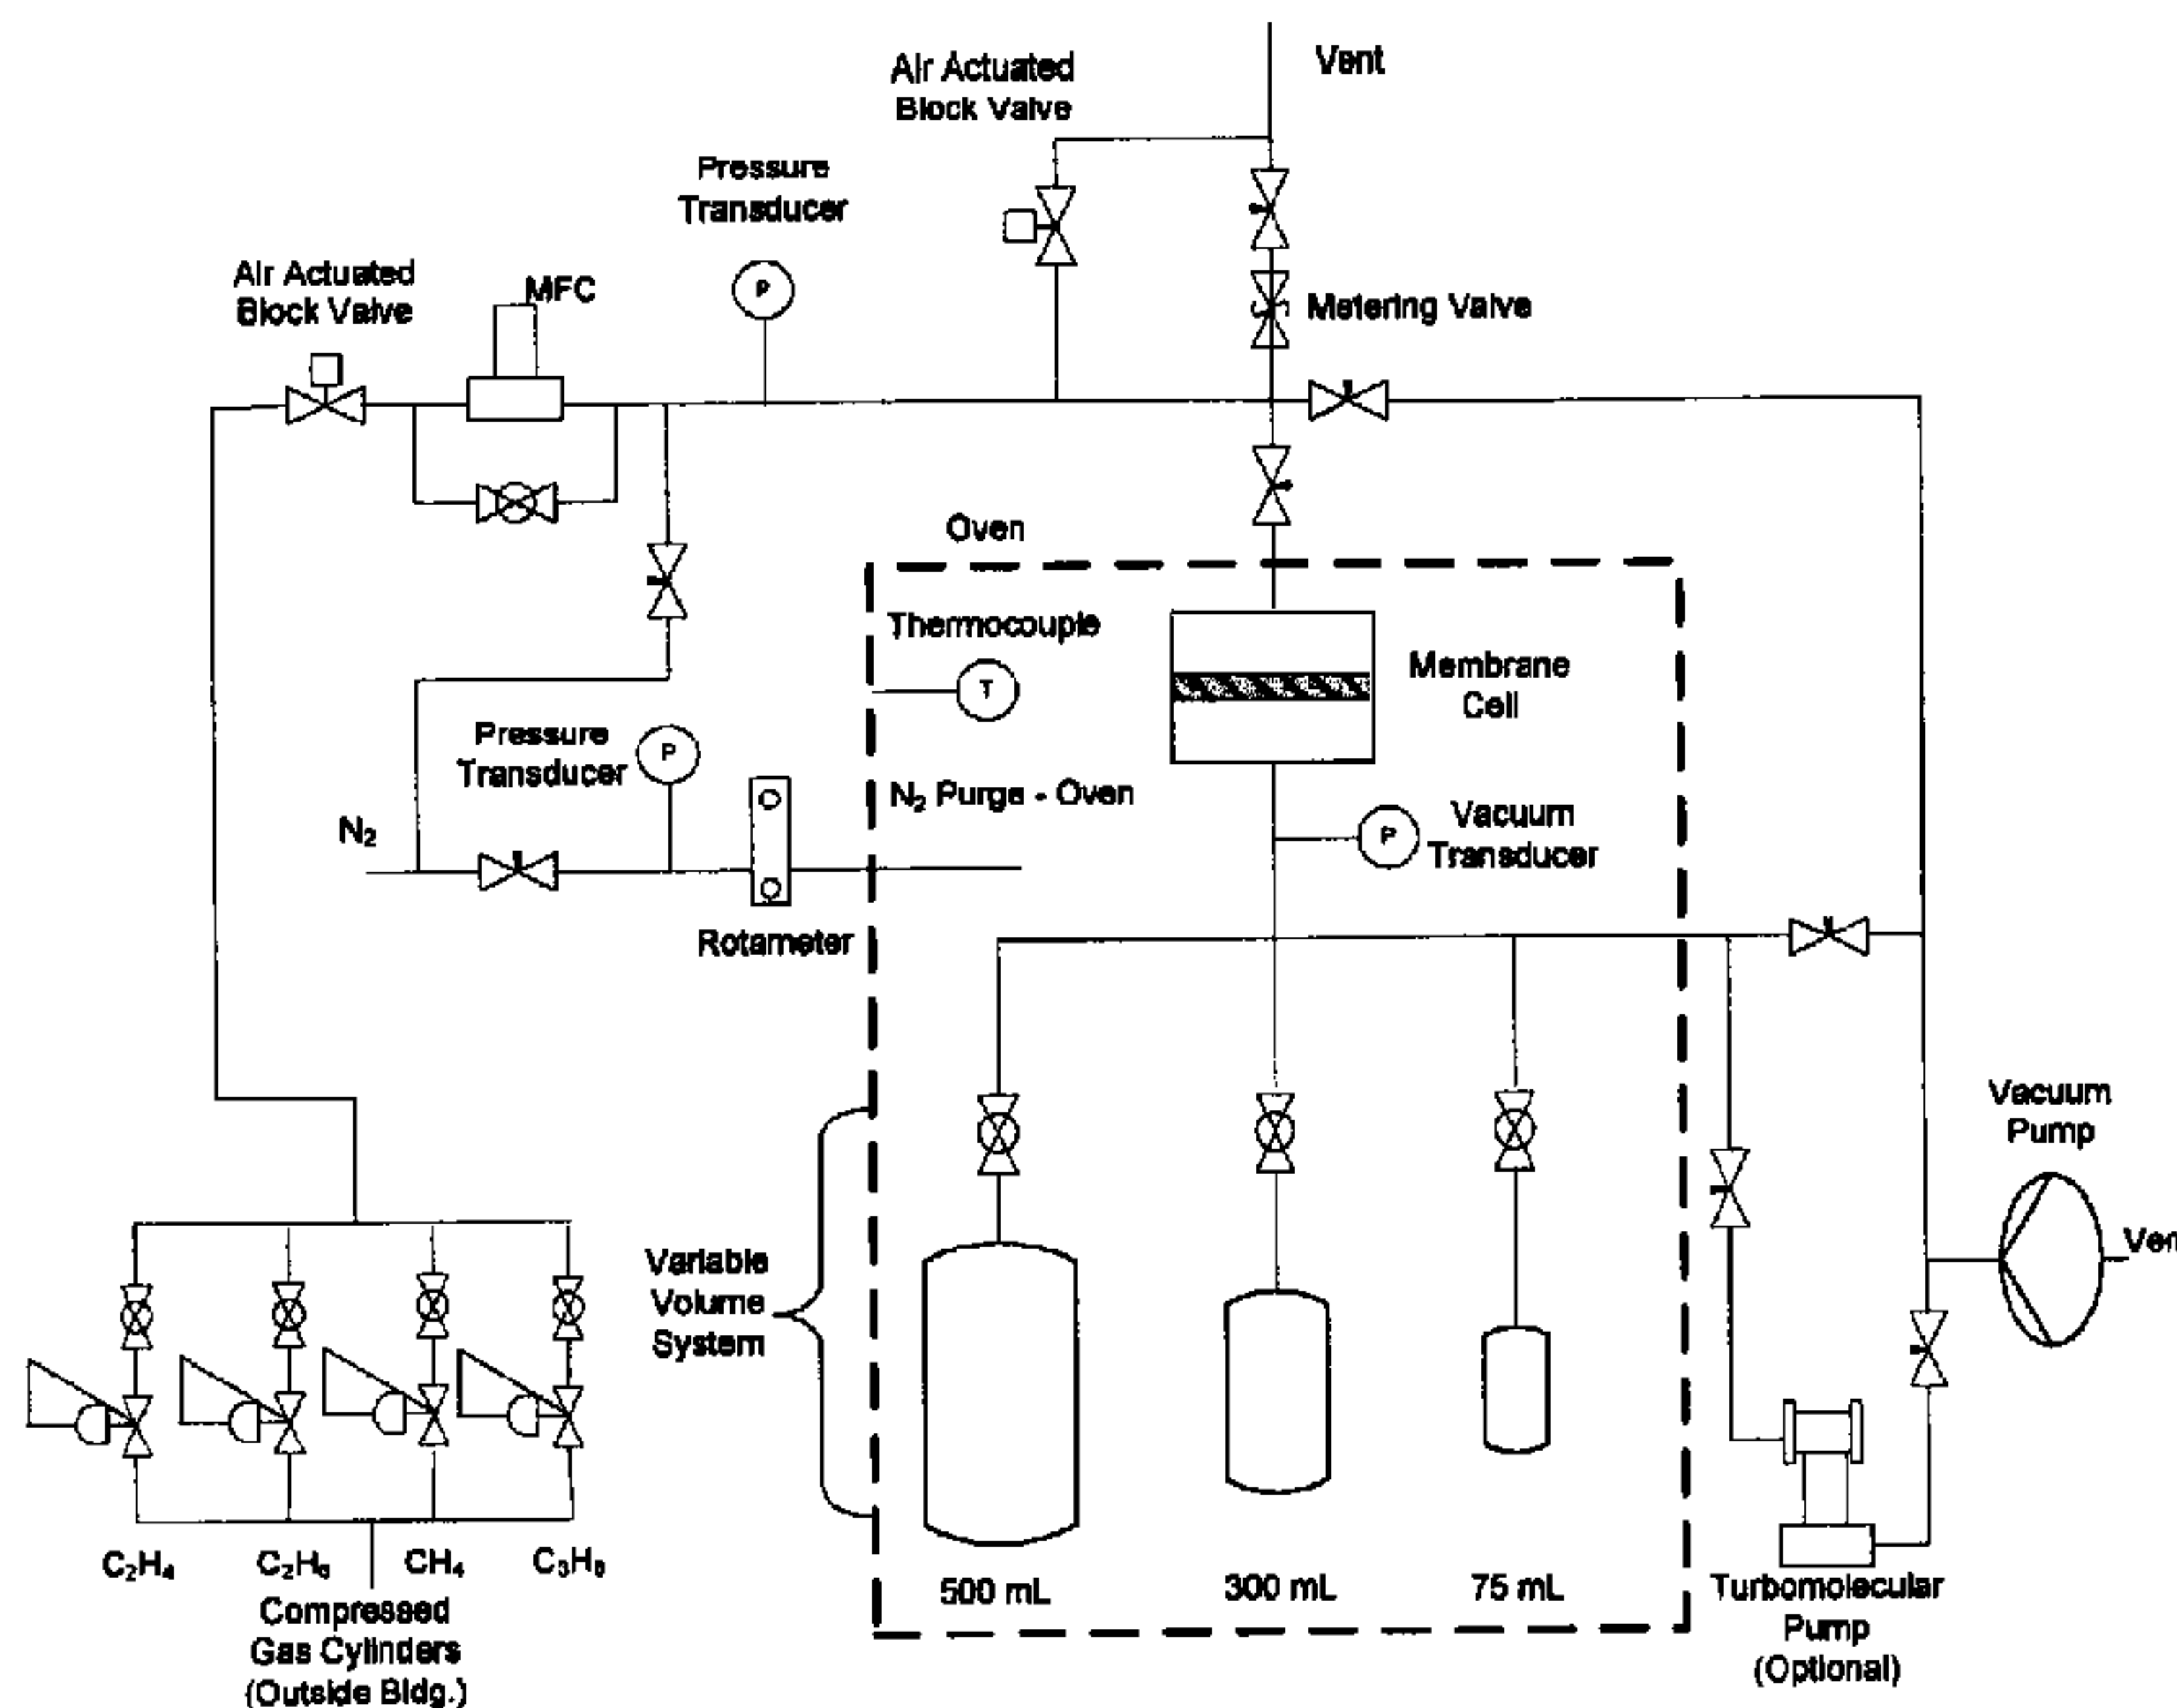 Vent
Air Actuated
Block Valve
Pressure
Transducer
P
Air Actuated
Block Valve
MFC
Metering Valve
Oven
Thermocouple
T
Membrane
Cell
Pressure
Transducer
P
N₂ Purge - Oven
N₂
P
Vacuum
Transducer
Rotameter
Vacuum
Pump
Ven
Variable
Volume
System
C₂H₄
CH₄
500 mL
300 mL
75 mL
Compressed
Gas Cylinders
(Outside Bldg.)
Turbomolecular
Pump
(Optional)